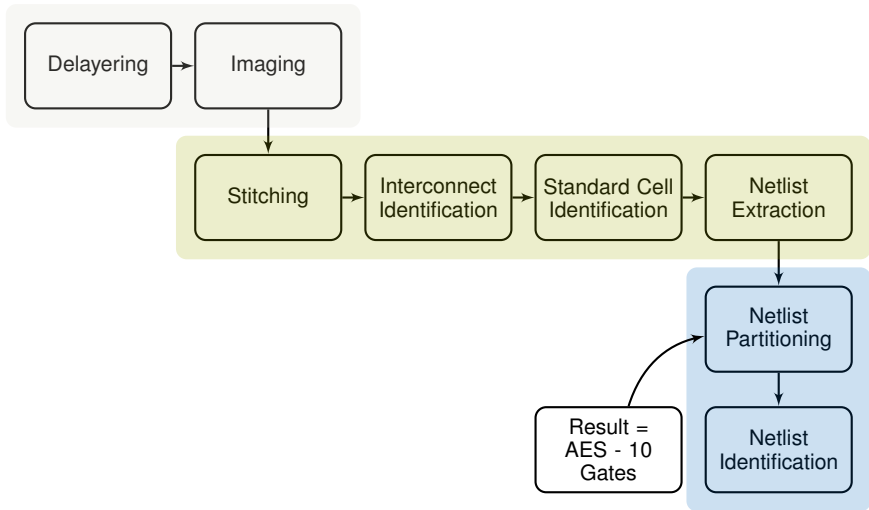 Delayering
Imaging
Stitching
Interconnect
Identification
Standard Cell
Identification
Netlist
Extraction
Netlist
Partitioning
Result =
AES - 10
Gates
Netlist
Identification